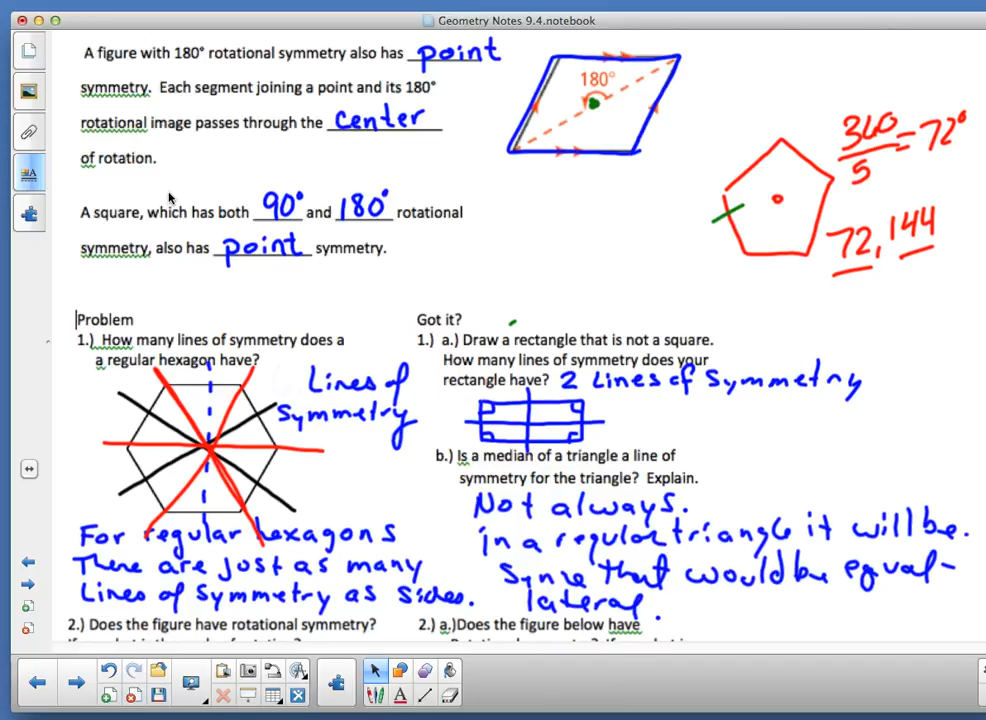 Geometry Notes 9.4.notebook
A figure with 180° rotational symmetry also has point
symmetry. Each segment joining a point and its 180°
rotational image passes through the center
of rotation.
180°
360/5 = 72°
72, 144
A square, which has both 90° and 180° rotational
symmetry, also has point symmetry.
Problem
1.) How many lines of symmetry does a
a regular hexagon have?
Lines of
Symmetry
For regular hexagons
There are just as many
Lines of Symmetry as Sides.
2.) Does the figure have rotational symmetry?
Got it?
1.) a.) Draw a rectangle that is not a square.
How many lines of symmetry does your
rectangle have? 2 Lines of Symmetry
b.) Is a median of a triangle a line of
symmetry for the triangle? Explain.
Not always.
in a regular triangle it will be.
Synce that would be equal-
lateral.
2.) a.)Does the figure below have